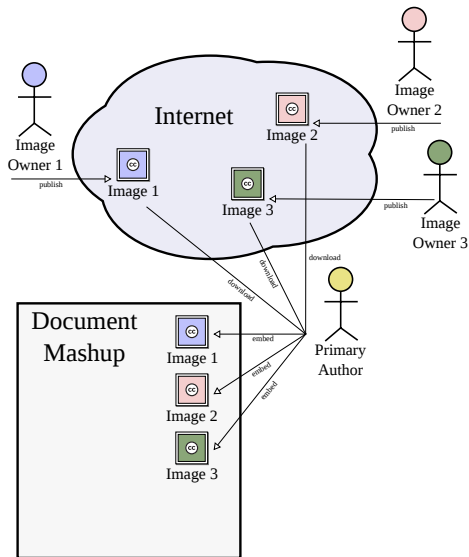 Image
Owner 2
Internet
cc
Image 2
publish
Image
Owner 1
publish
cc
Image 1
cc
Image 3
publish
Image
Owner 3
download
download
download
Document
Mashup
cc
Image 1
embed
Primary
Author
cc
Image 2
embed
cc
Image 3
embed